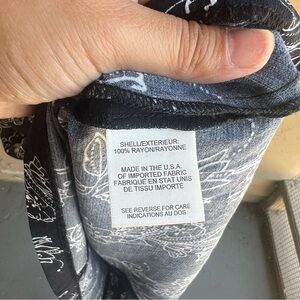 SHELL/EXTERIEUR:
100% RAYON/RAYONNE
MADE IN THE U.S.A.
OF IMPORTED FABRIC
FABRIQUE EN STAT UNIS
DE TISSU IMPORTE
SEE REVERSE FOR CARE
INDICATIONS AU DOS